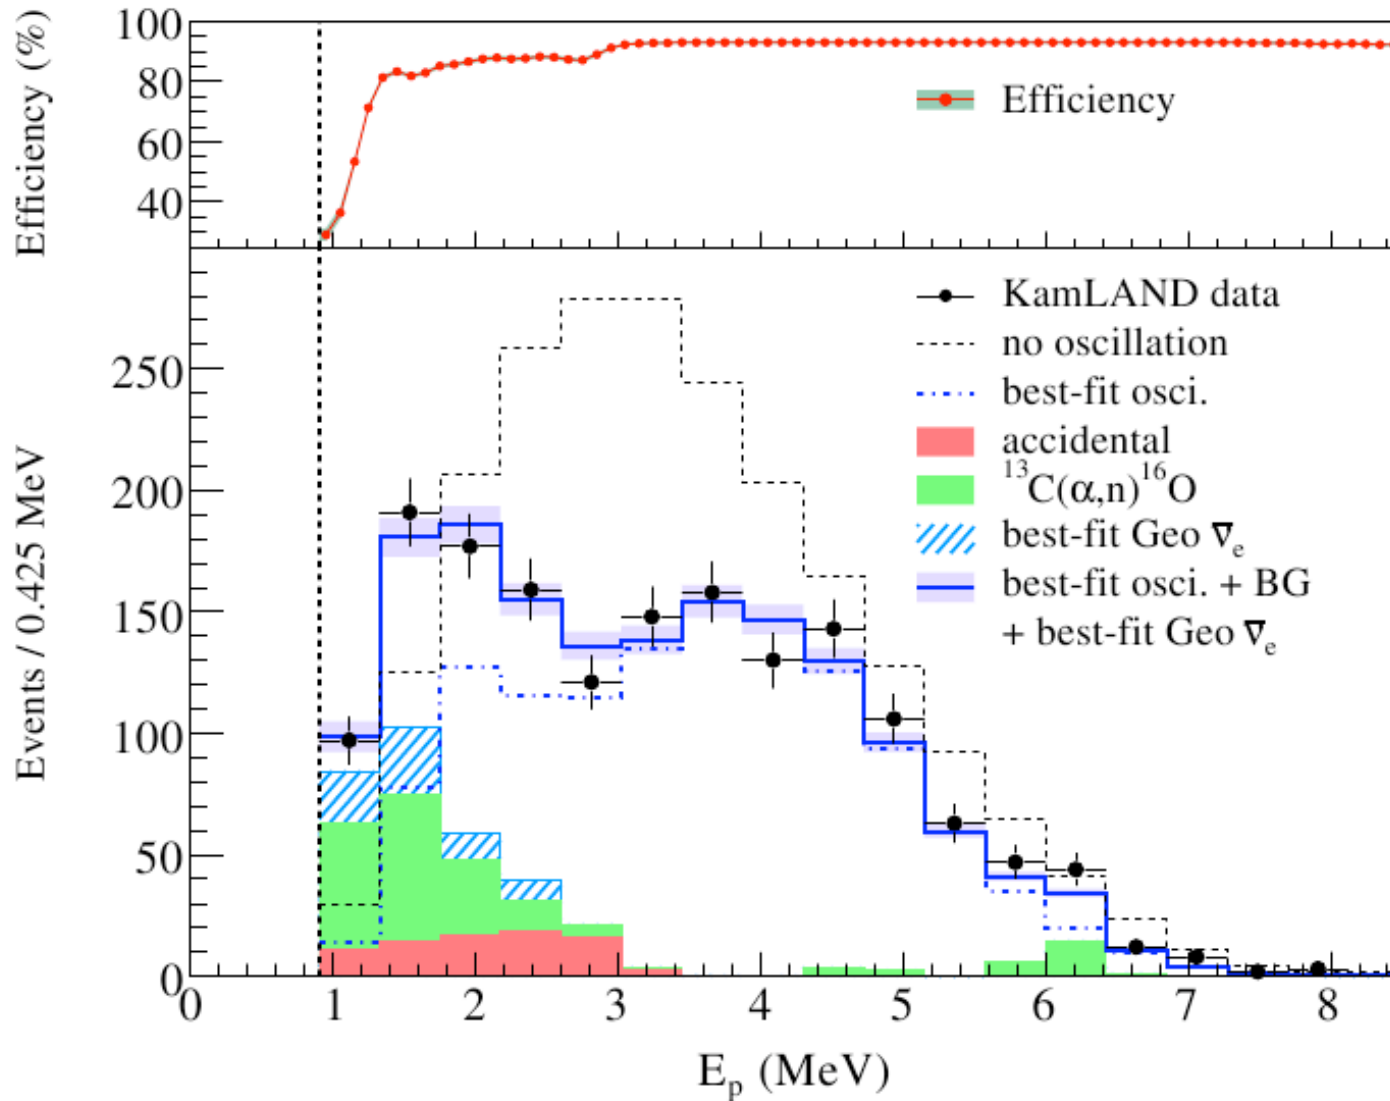 Efficiency (%)
100
80
60
40
Efficiency
Events / 0.425 MeV
250
200
150
100
50
0
KamLAND data
no oscillation
best-fit osci.
accidental
¹³C(α,n)¹⁶O
best-fit Geo ν̅ₑ
best-fit osci. + BG
+ best-fit Geo ν̅ₑ
0 1 2 3 4 5 6 7 8
Eₚ (MeV)